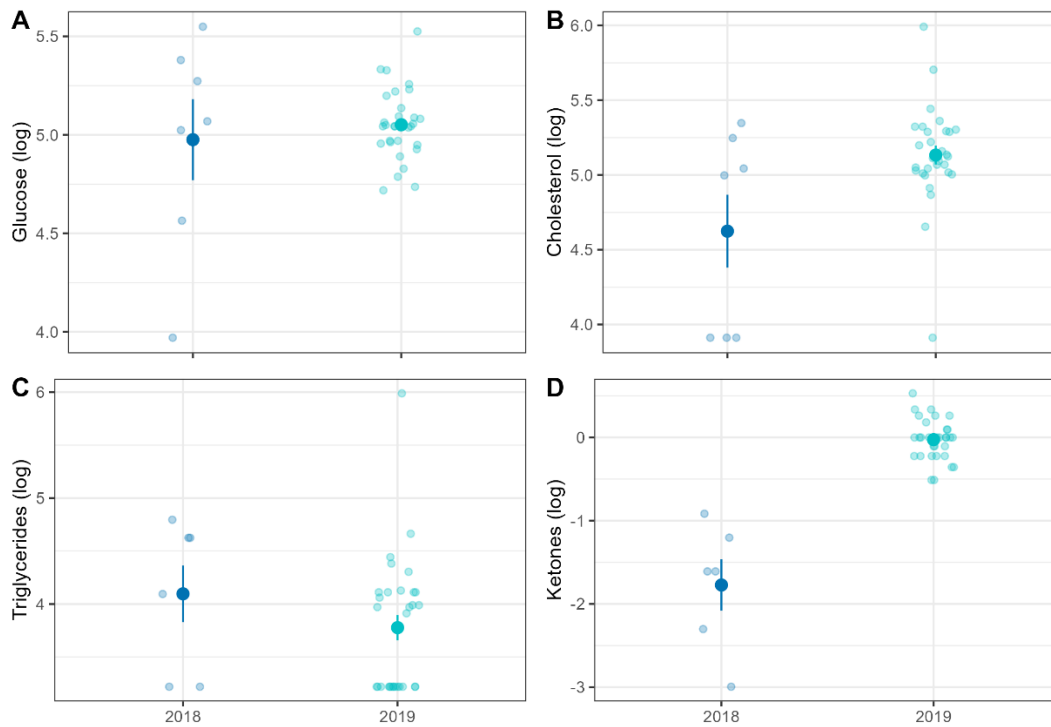 A
Glucose (log)
5.5
5.0
4.5
4.0
B
Cholesterol (log)
6.0
5.5
5.0
4.5
4.0
C
Triglycerides (log)
6
5
4
2018
2019
D
Ketones (log)
0
-1
-2
-3
2018
2019